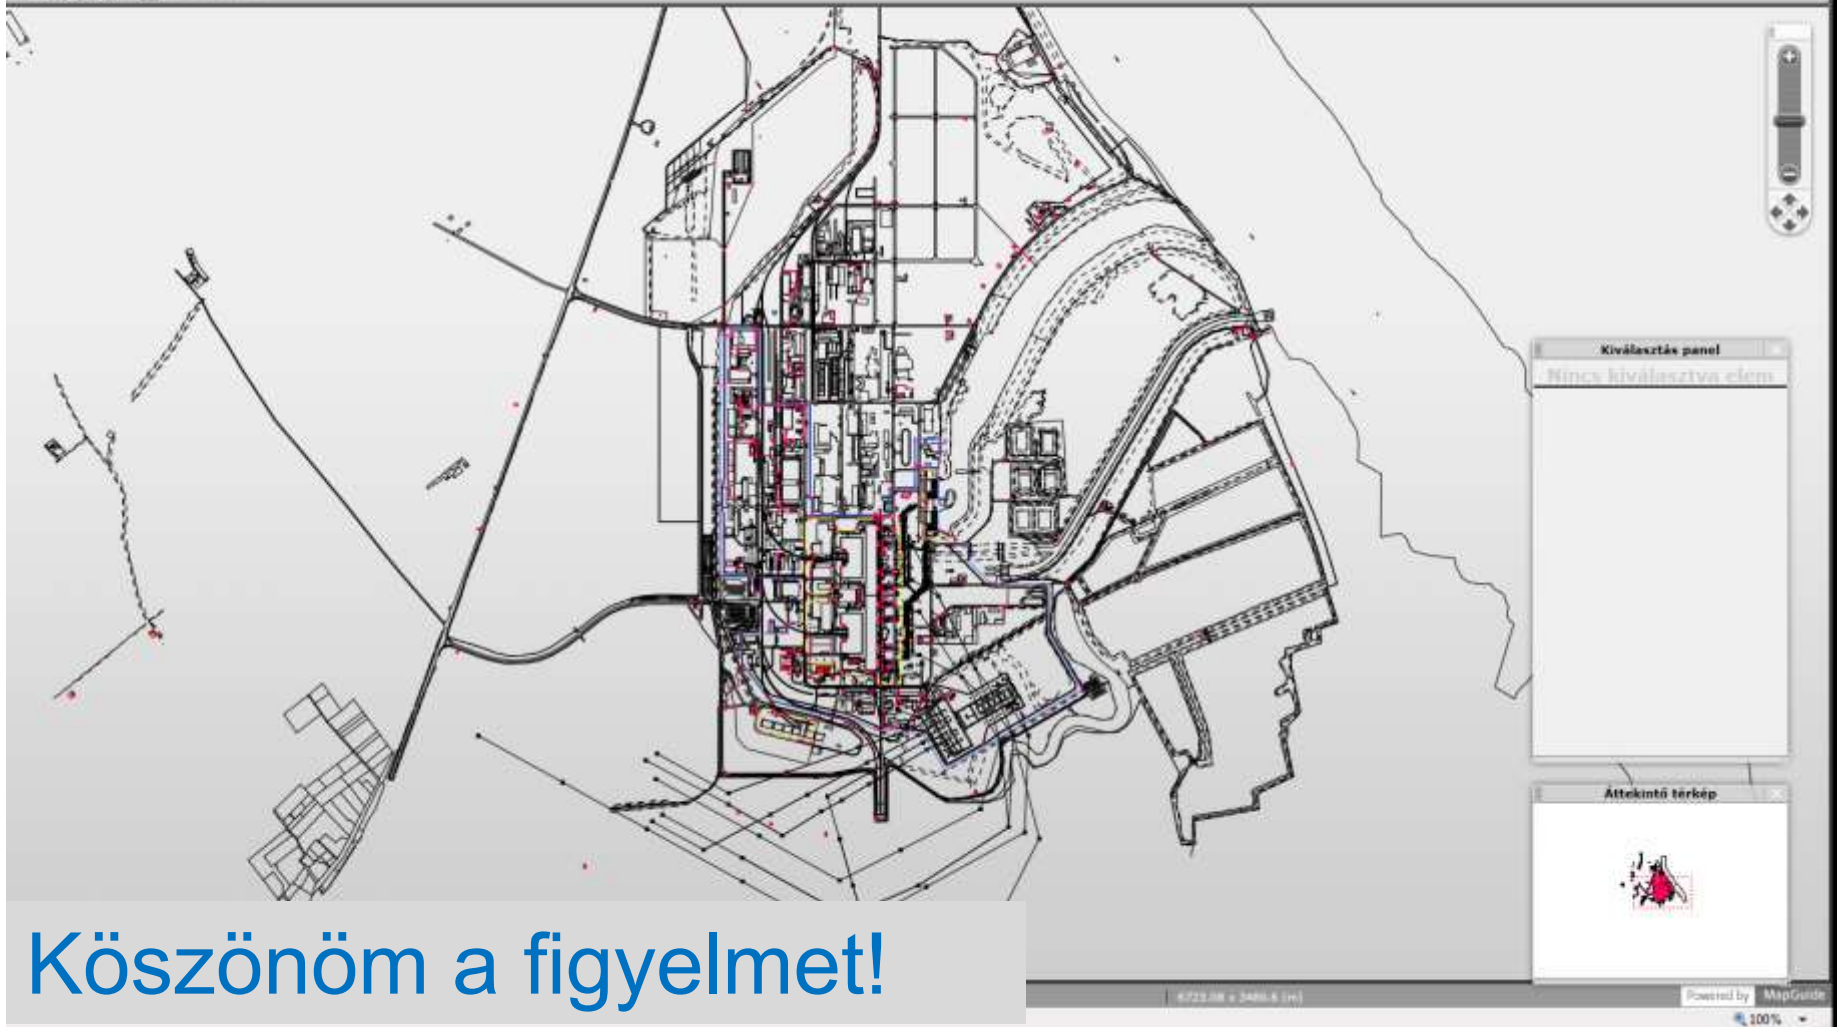 Kiválasztás panel
Nincs kiválasztva elem
Áttekintő térkép
Köszönöm a figyelmet!
Powered by MapGuide
100%